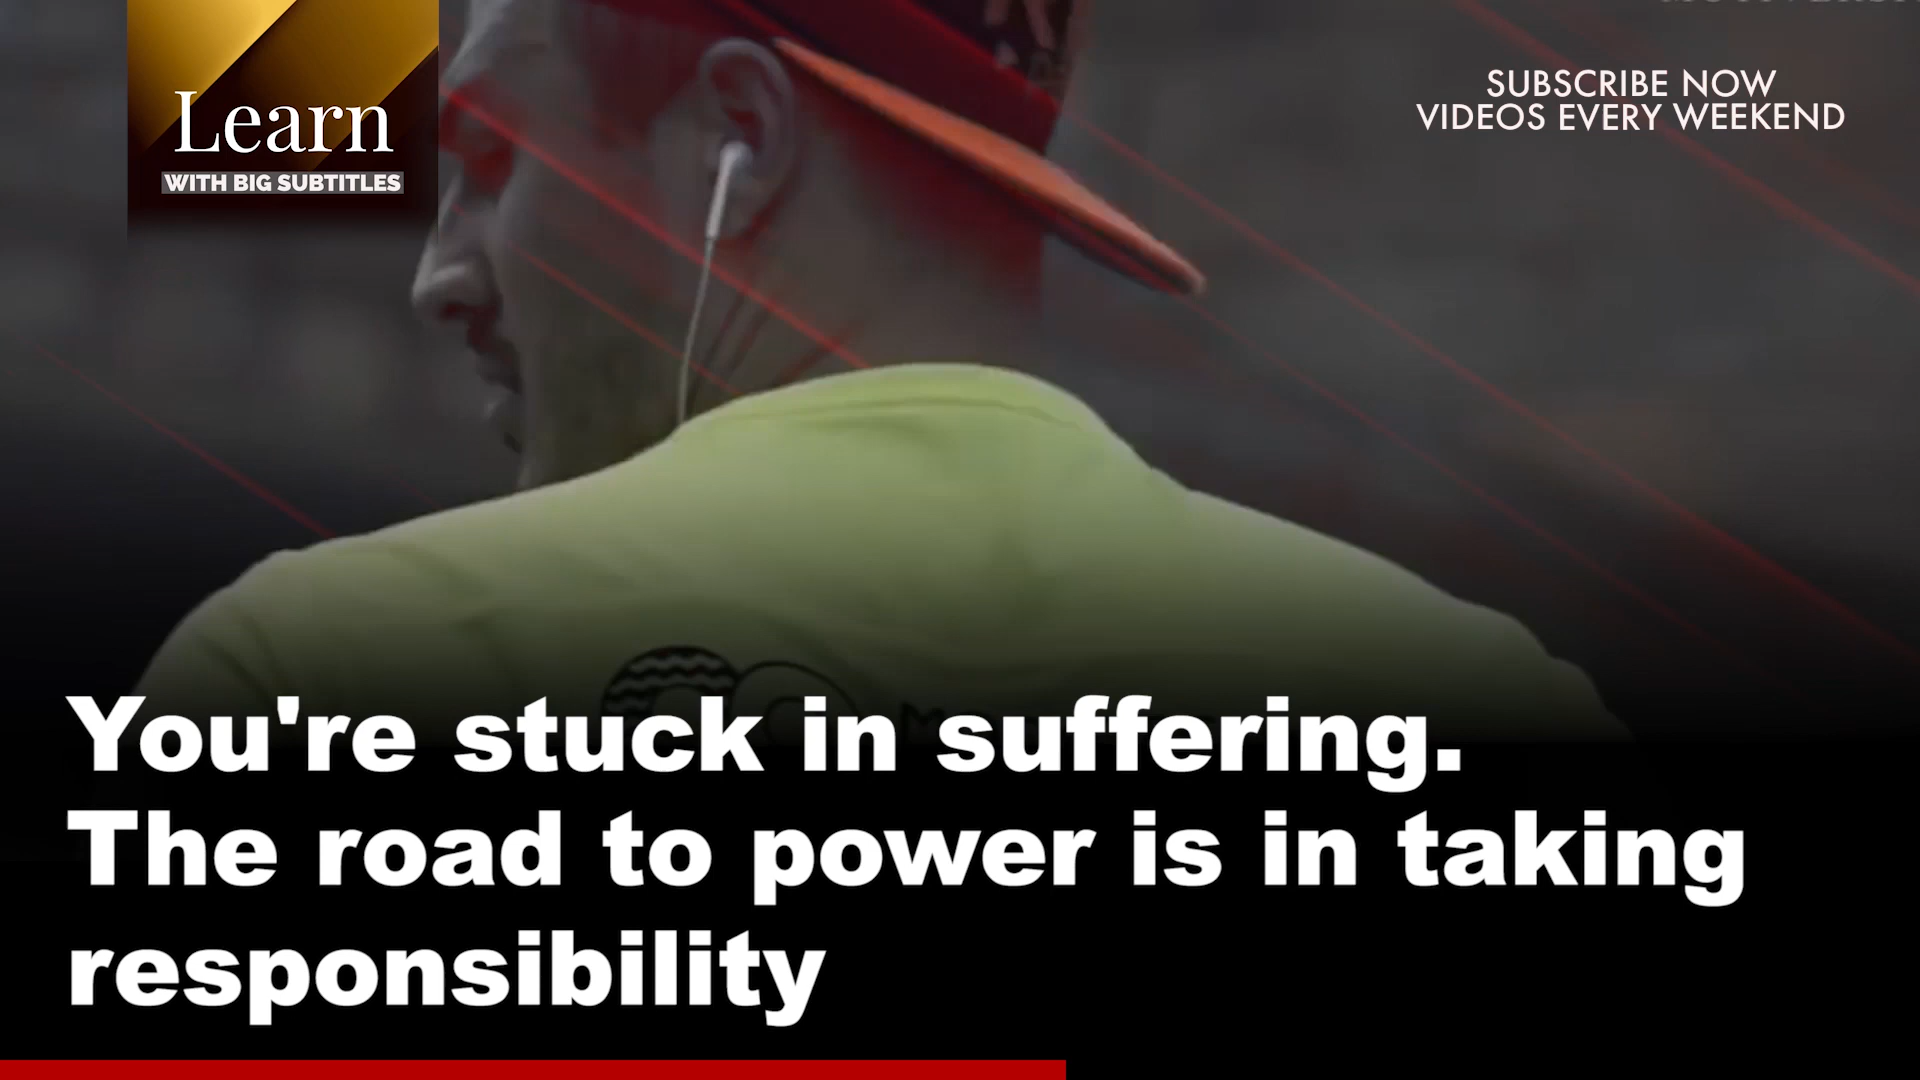 Learn
WITH BIG SUBTITLES
SUBSCRIBE NOW
VIDEOS EVERY WEEKEND
You're stuck in suffering.
The road to power is in taking
responsibility